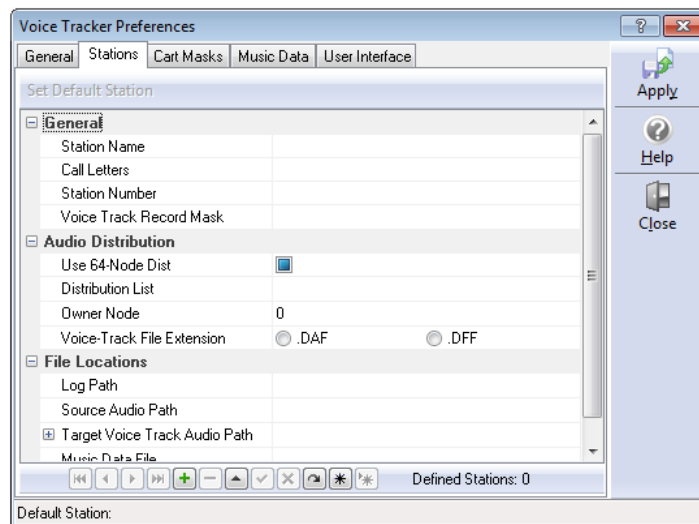 Voice Tracker Preferences
General Stations Cart Masks Music Data User Interface
Set Default Station
General
Station Name
Call Letters
Station Number
Voice Track Record Mask
Audio Distribution
Use 64-Node Dist
Distribution List
Owner Node 0
Voice-Track File Extension .DAF .DFF
File Locations
Log Path
Source Audio Path
Target Voice Track Audio Path
Music Data File
Defined Stations: 0
Default Station:
Apply
Help
Close